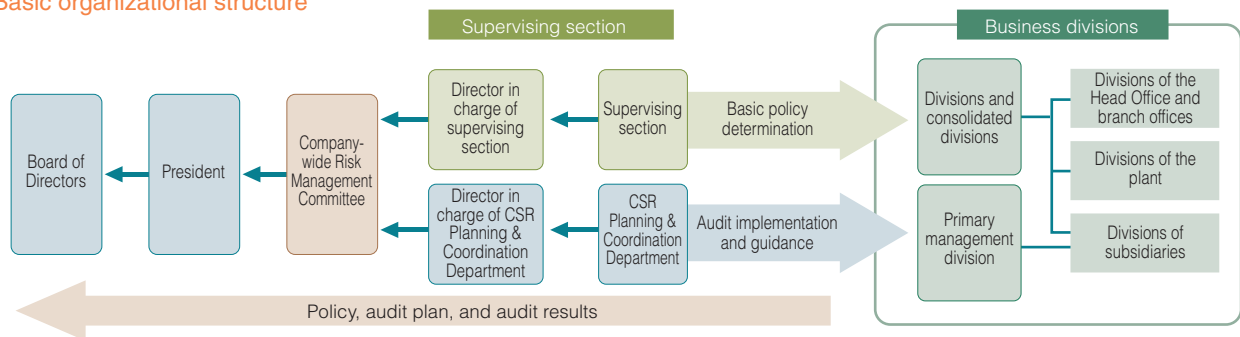 Basic organizational structure
Supervising section
Business divisions
Board of
Directors
President
Company-
wide Risk
Management
Committee
Director in
charge of
supervising
section
Supervising
section
Basic policy
determination
Divisions and
consolidated
divisions
Divisions of the
Head Office and
branch offices
Divisions of the
plant
Director in
charge of CSR
Planning &
Coordination
Department
CSR
Planning &
Coordination
Department
Audit implementation
and guidance
Primary
management
division
Divisions of
subsidiaries
Policy, audit plan, and audit results